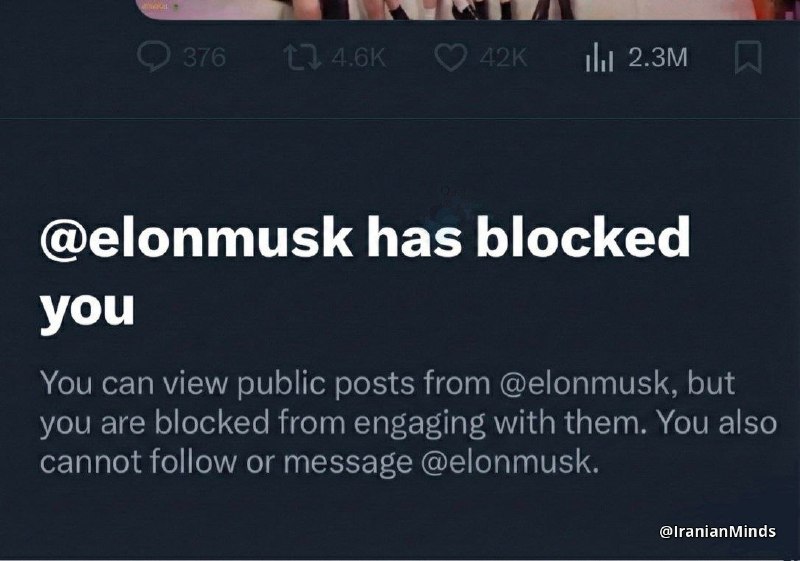 376 4.6K 42K 2.3M
@elonmusk has blocked
you
You can view public posts from @elonmusk, but
you are blocked from engaging with them. You also
cannot follow or message @elonmusk.
@IranianMinds